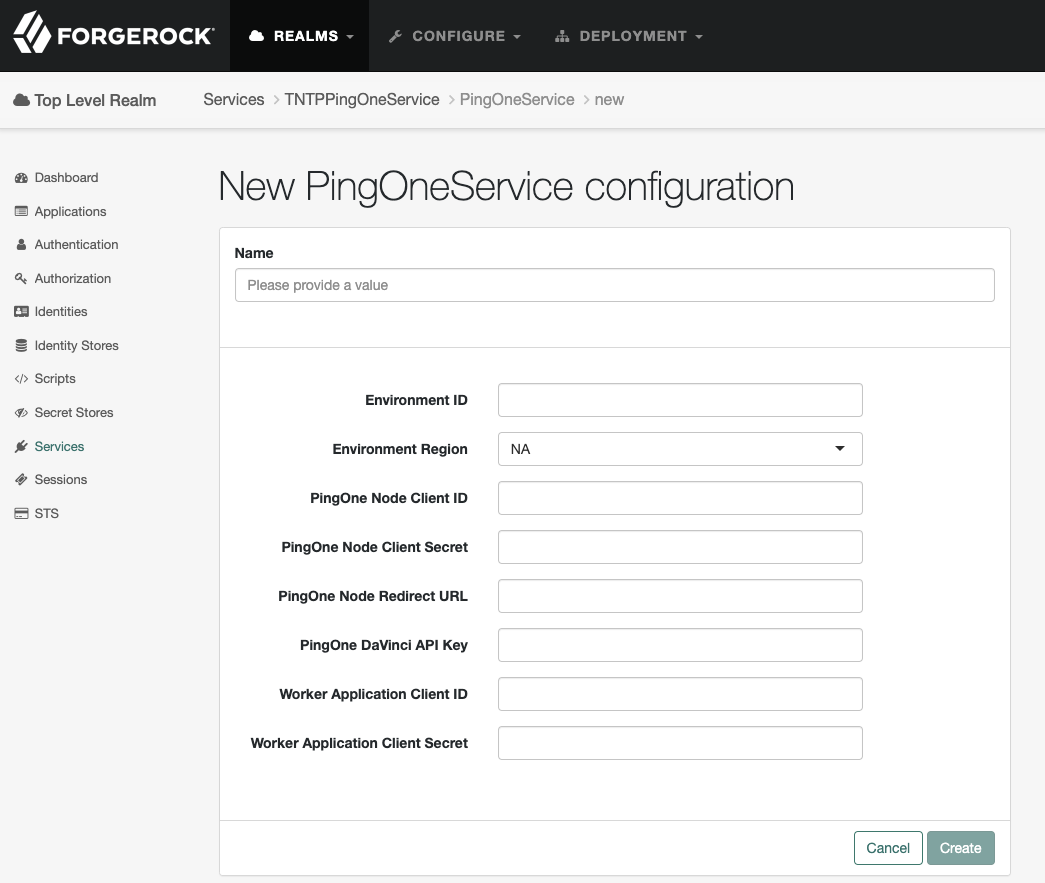 FORGEROCK
REALMS CONFIGURE DEPLOYMENT
Top Level Realm
Services > TNTPPingOneService > PingOneService > new
Dashboard
Applications
Authentication
Authorization
Identities
Identity Stores
Scripts
Secret Stores
Services
Sessions
STS
New PingOneService configuration
Name
Please provide a value
Environment ID
Environment Region NA
PingOne Node Client ID
PingOne Node Client Secret
PingOne Node Redirect URL
PingOne DaVinci API Key
Worker Application Client ID
Worker Application Client Secret
Cancel Create